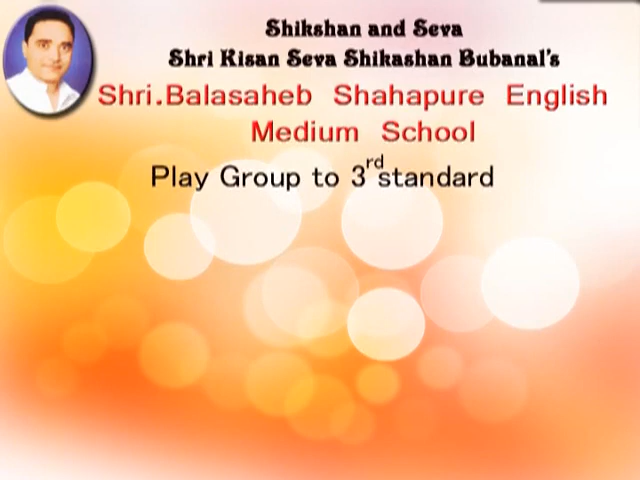 Shikshan and Seva
Shri Kisan Seva Shikashan Bubanal's
Shri.Balasaheb Shahapure English
Medium School
Play Group to 3rd standard